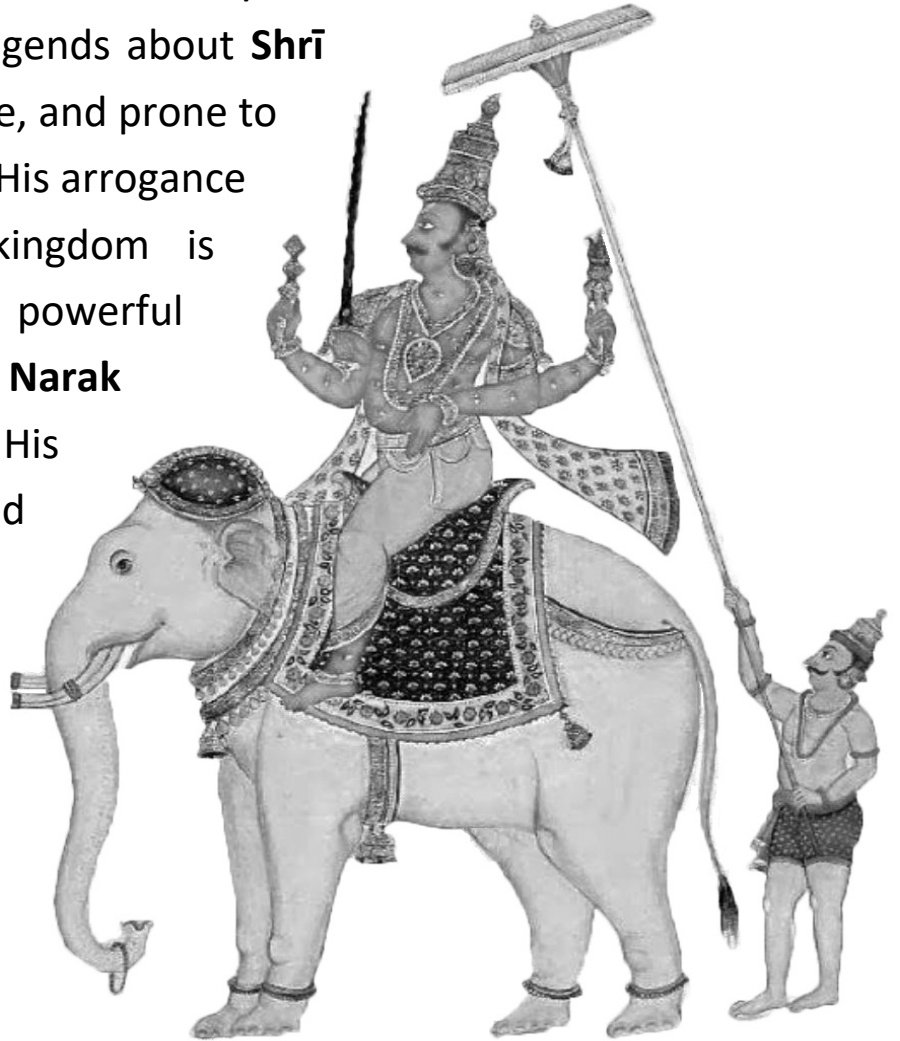 gends about Shrī
e, and prone to
His arrogance
kingdom is
powerful
Narak
His
d